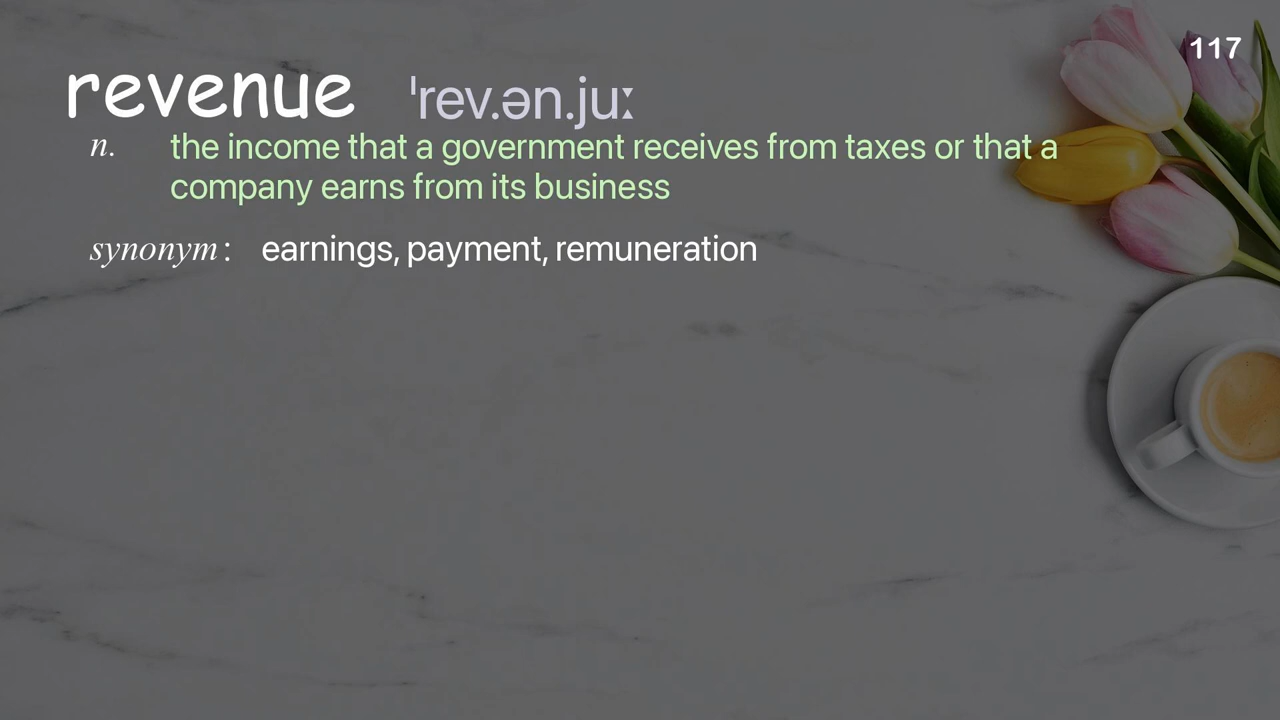 117
revenue ˈrev.ən.juː
n. the income that a government receives from taxes or that a
company earns from its business
synonym: earnings, payment, remuneration